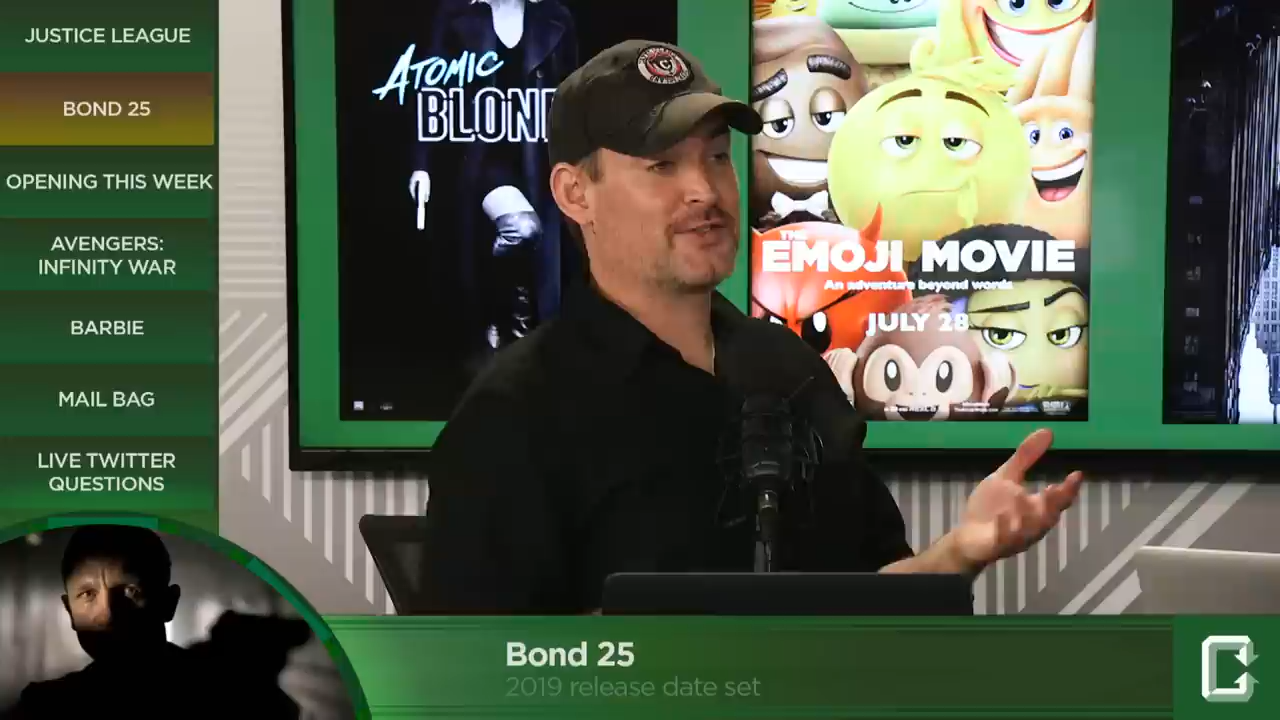 JUSTICE LEAGUE
BOND 25
OPENING THIS WEEK
AVENGERS:
INFINITY WAR
BARBIE
MAIL BAG
LIVE TWITTER
QUESTIONS
ATOMIC
BLON
THE
EMOJI MOVIE
An adventure beyond words
JULY 28
Bond 25
2019 release date set